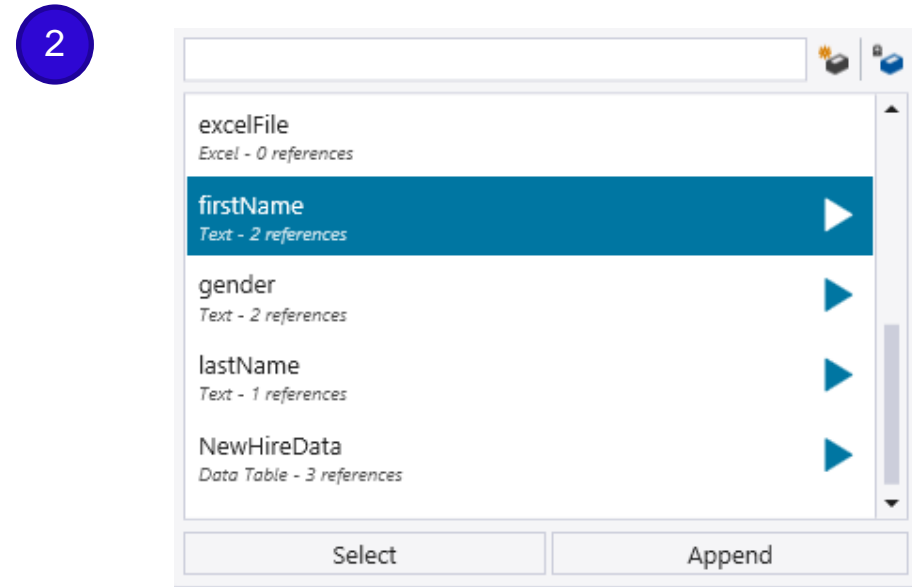 2
excelFile
Excel - 0 references
firstName
Text - 2 references
gender
Text - 2 references
lastName
Text - 1 references
NewHireData
Data Table - 3 references
Select
Append